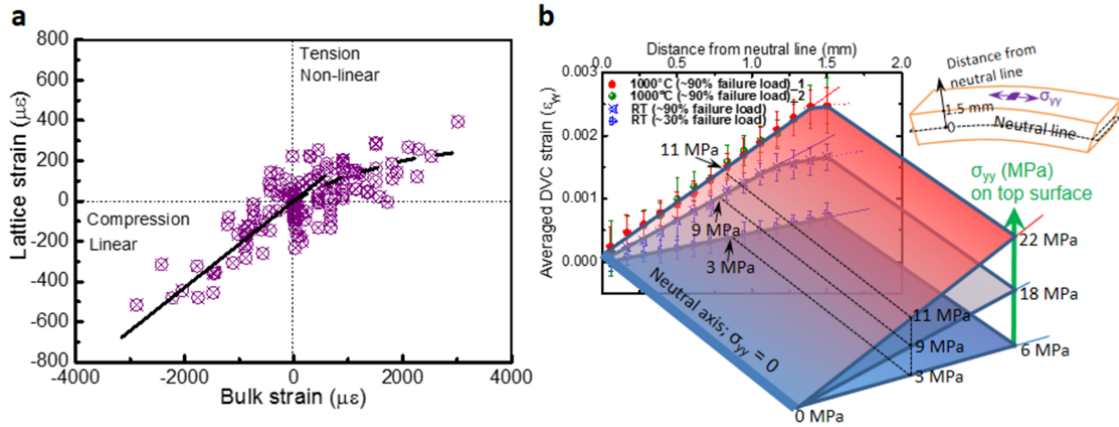 a
800
600
400
200
0
-200
-400
-600
-800
-4000
-2000
0
2000
4000
Lattice strain (µε)
Bulk strain (µε)
Tension
Non-linear
Compression
Linear
b
Distance from neutral line (mm)
0.0
0.5
1.0
1.5
2.0
0.003
0.002
0.001
0.000
Averaged DVC strain (εyy)
1000°C (~90% failure load)_1
1000°C (~90% failure load)_2
RT (~90% failure load)
RT (~30% failure load)
11 MPa
9 MPa
3 MPa
Neutral axis; σyy = 0
0 MPa
11 MPa
9 MPa
3 MPa
22 MPa
18 MPa
6 MPa
σyy (MPa)
on top surface
Distance from
neutral line
1.5 mm
0
σyy
Neutral line